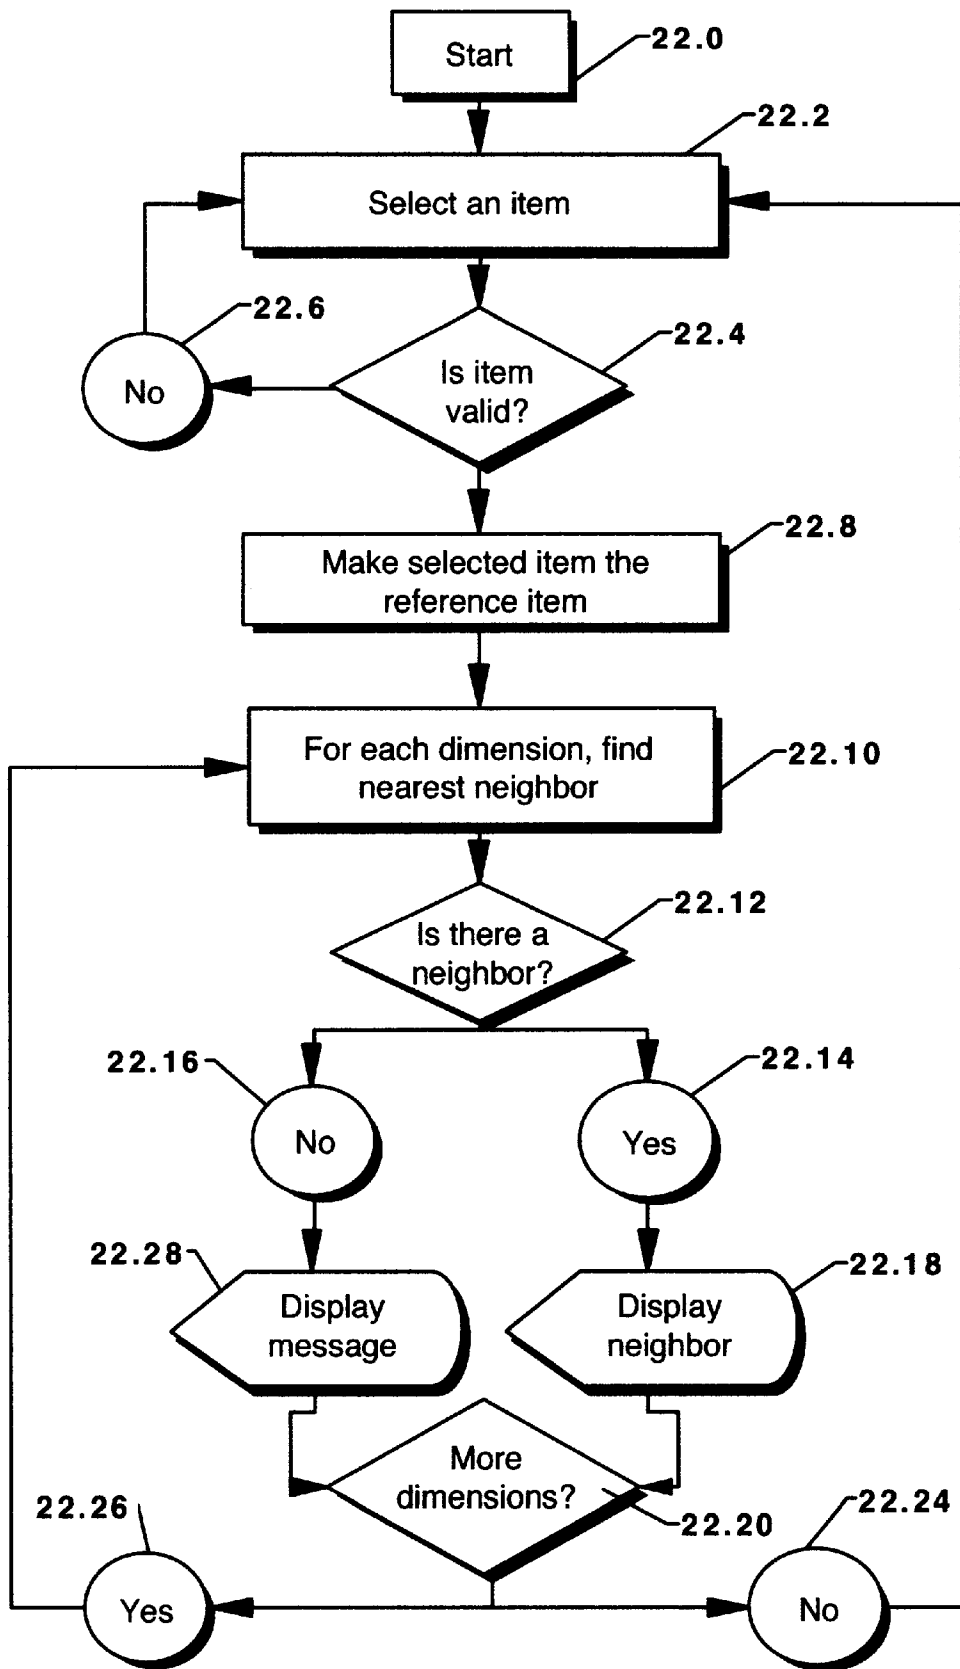 Start
22.0
22.2
Select an item
22.6
22.4
Is item
valid?
No
22.8
Make selected item the
reference item
For each dimension, find
nearest neighbor
22.10
22.12
Is there a
neighbor?
22.16
22.14
No
Yes
22.28
22.18
Display
message
Display
neighbor
More
dimensions?
22.26
22.20
22.24
Yes
No